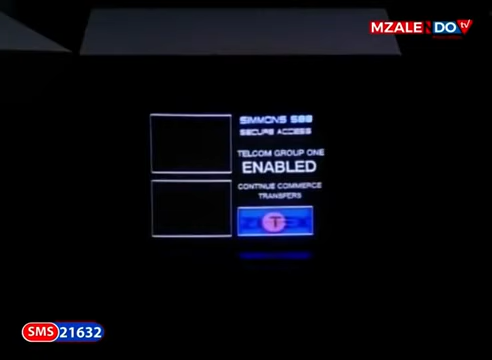 MZALENDO tv
SIMMONS 500
SECURE ACCESS
TELCOM GROUP ONE
ENABLED
CONTINUE COMMERCE
TRANSFERS
T
SMS 21632